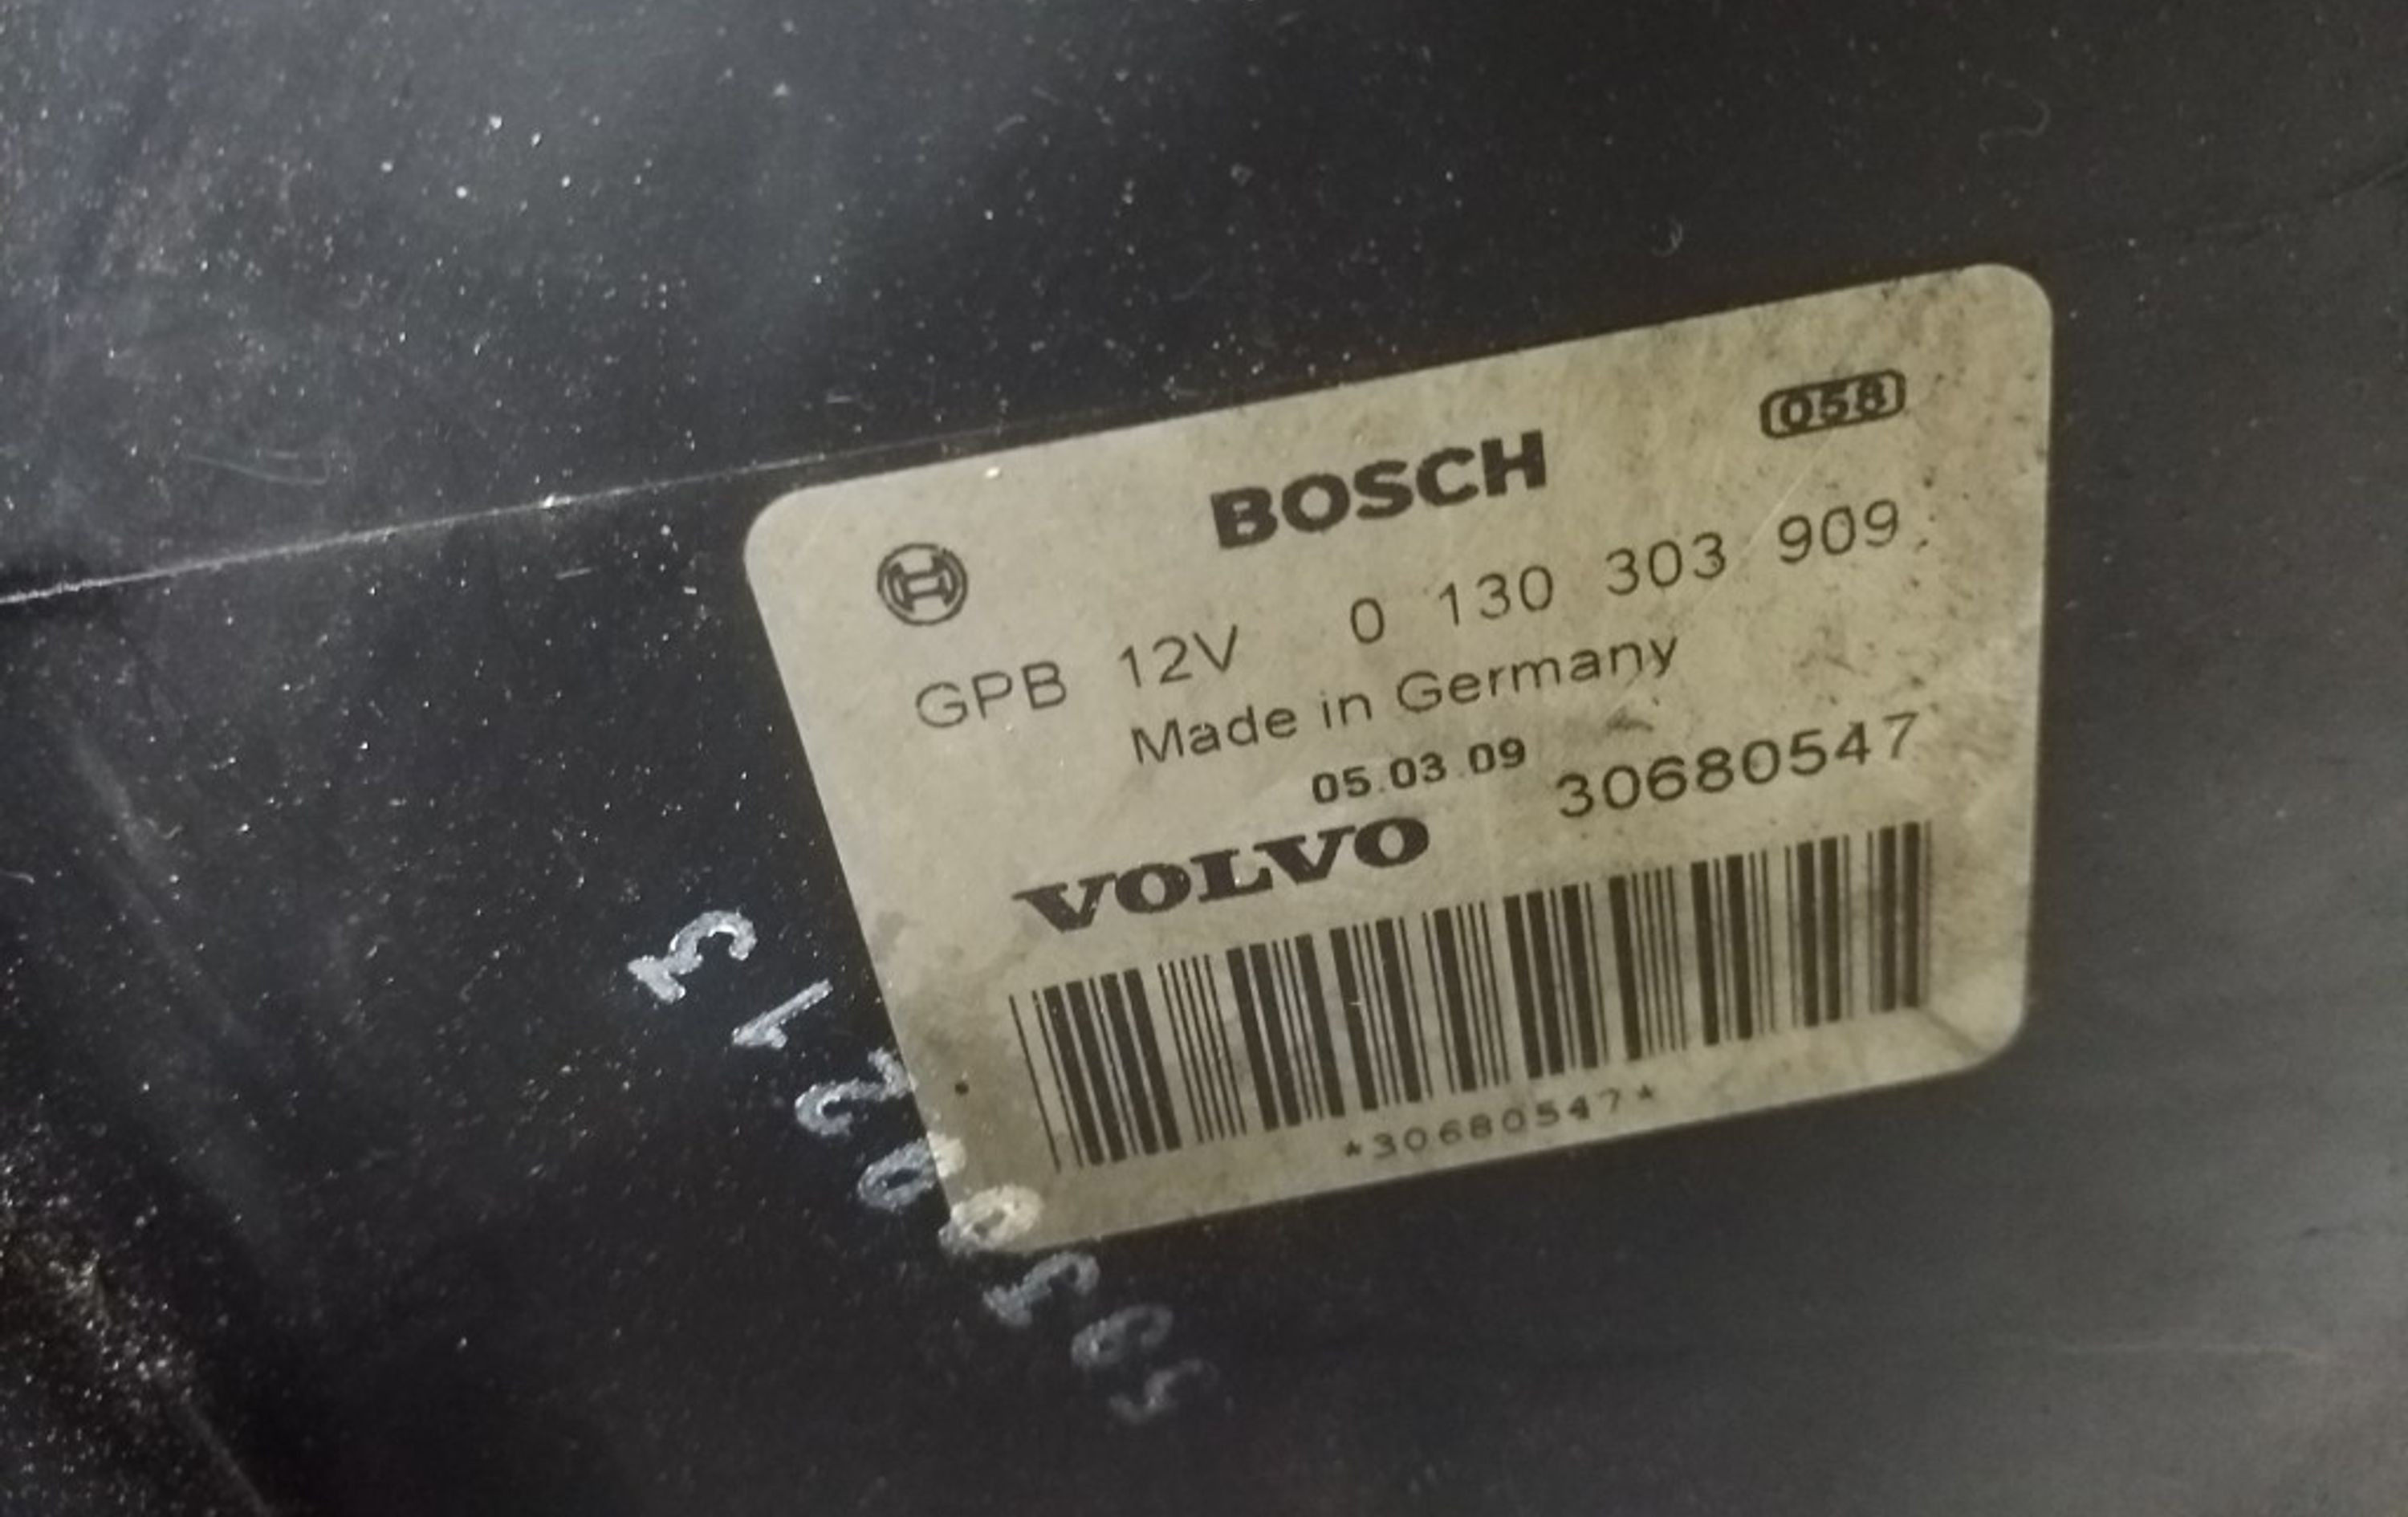 BOSCH
058
GPB 12V 0 130 303 909
Made in Germany
05.03.09
30680547
VOLVO
*30680547*